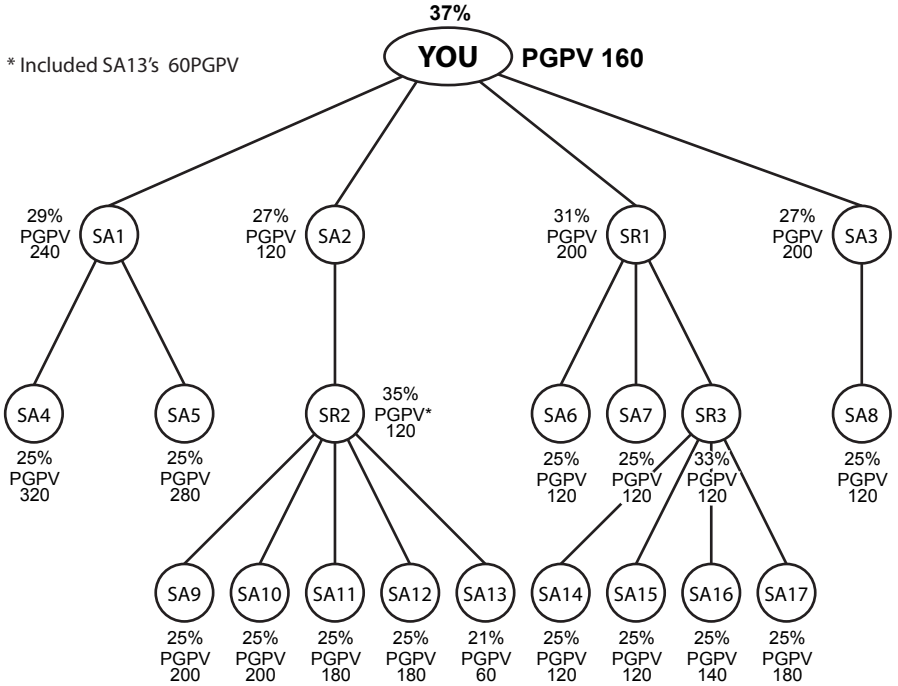 37%
* Included SA13's 60PGPV
YOU
PGPV 160
29%
PGPV
240
SA1
27%
PGPV
120
SA2
31%
PGPV
200
SR1
27%
PGPV
200
SA3
SA4
25%
PGPV
320
SA5
25%
PGPV
280
SR2
35%
PGPV*
120
SA6
25%
PGPV
120
SA7
25%
PGPV
120
SR3
33%
PGPV
120
SA8
25%
PGPV
120
SA9
25%
PGPV
200
SA10
25%
PGPV
200
SA11
25%
PGPV
180
SA12
25%
PGPV
180
SA13
21%
PGPV
60
SA14
25%
PGPV
120
SA15
25%
PGPV
120
SA16
25%
PGPV
140
SA17
25%
PGPV
180